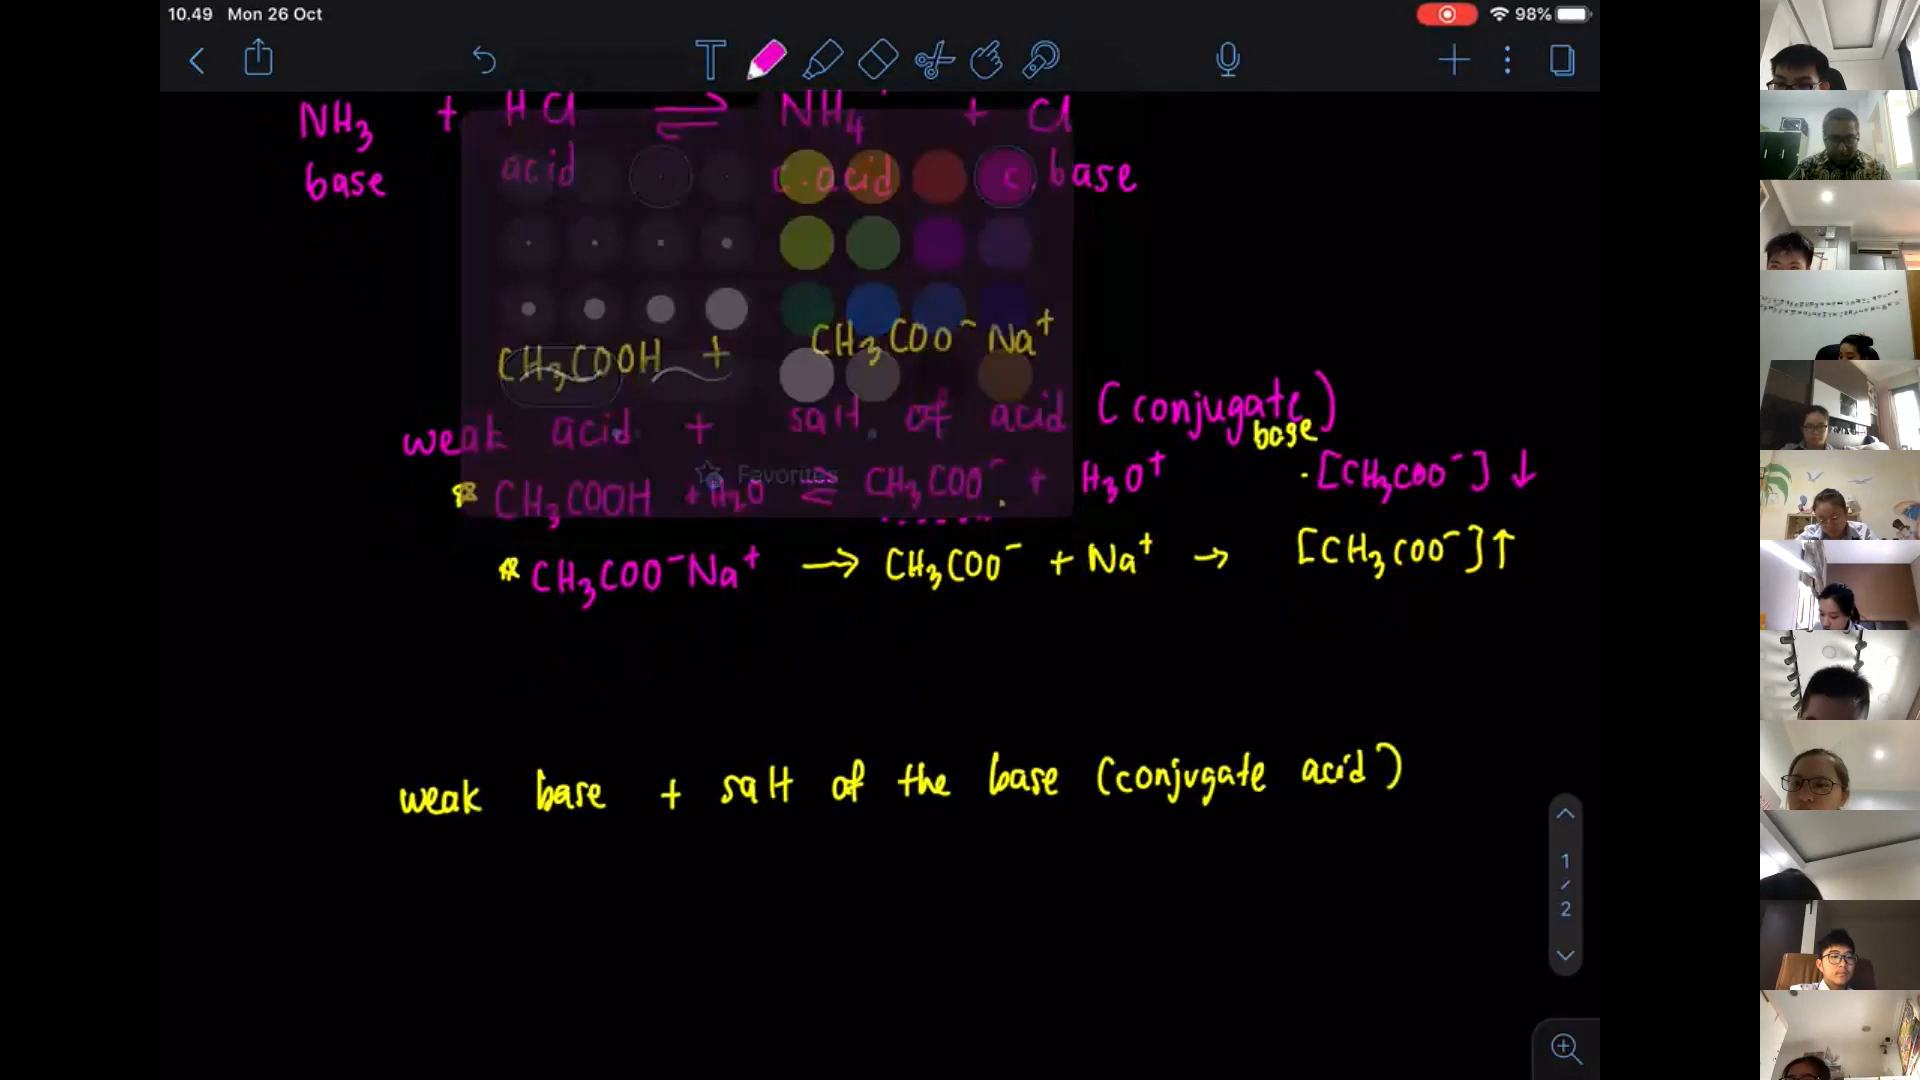 10.49 Mon 26 Oct
98%
NH₃ + HCl ⇌ NH₄⁺ + Cl
base acid c. acid c. base
CH₃COOH + CH₃COO⁻Na⁺
weak acid + salt of acid (conjugate base)
CH₃COOH + H₂O ⇌ CH₃COO⁻ + H₃O⁺ · [CH₃COO⁻] ↓
Favorites
CH₃COO⁻Na⁺ → CH₃COO⁻ + Na⁺ → [CH₃COO⁻] ↑
weak base + salt of the base (conjugate acid)
1
/
2